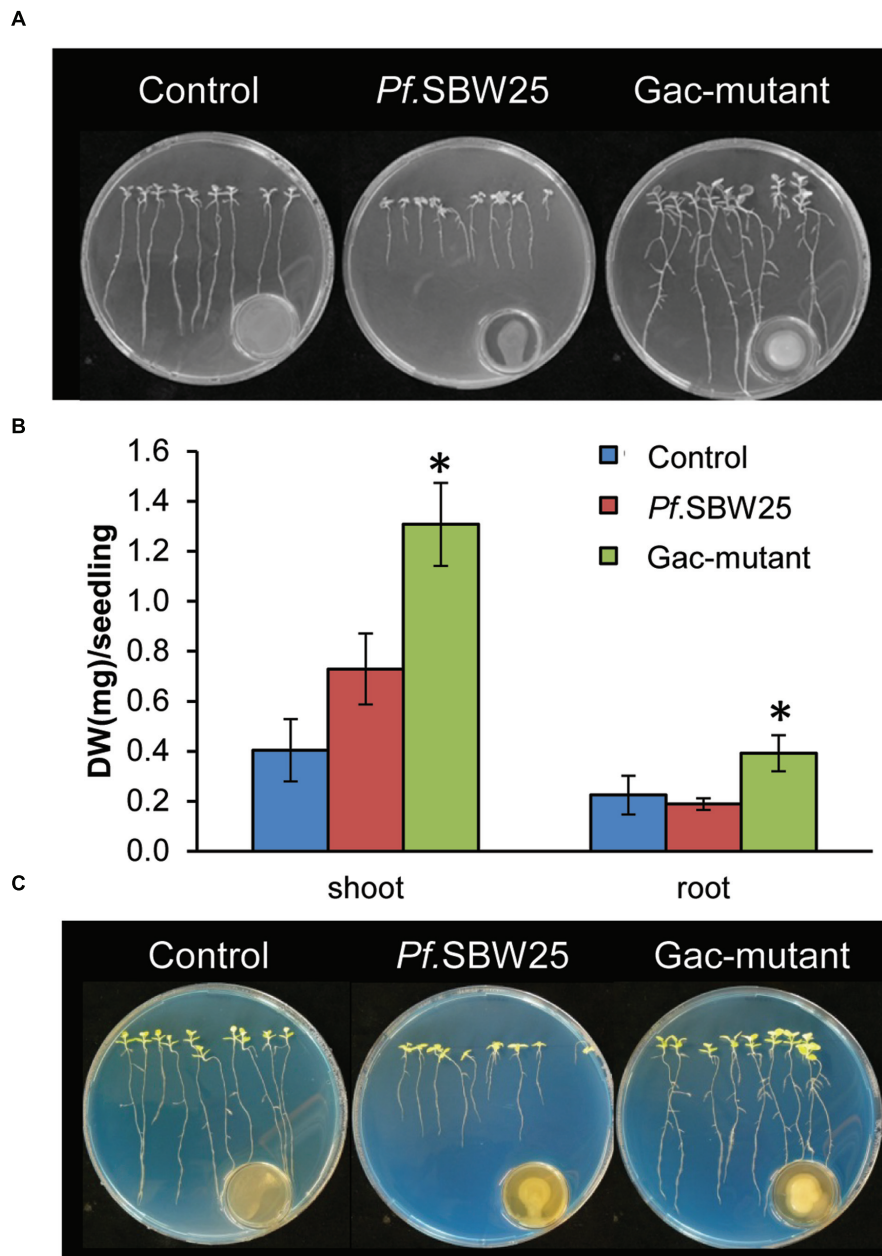 A
Control Pf.SBW25 Gac-mutant
B
DW(mg)/seedling
1.6
1.4
1.2
1.0
0.8
0.6
0.4
0.2
0.0
*
*
Control
Pf.SBW25
Gac-mutant
shoot root
C
Control Pf.SBW25 Gac-mutant